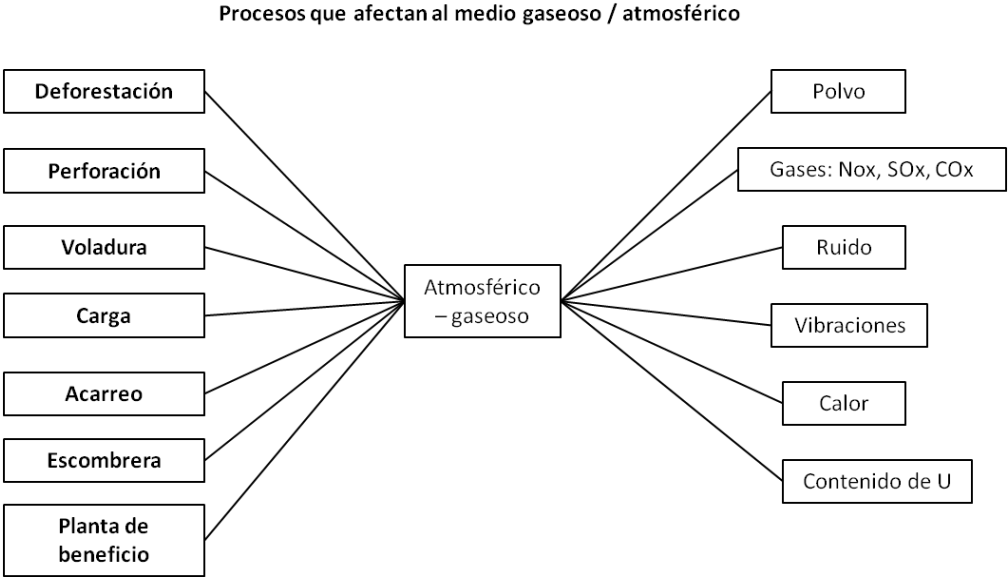 Procesos que afectan al medio gaseoso / atmosférico
Deforestación
Perforación
Voladura
Carga
Acarreo
Escombrera
Planta de
beneficio
Atmosférico
– gaseoso
Polvo
Gases: Nox, SOx, COx
Ruido
Vibraciones
Calor
Contenido de U